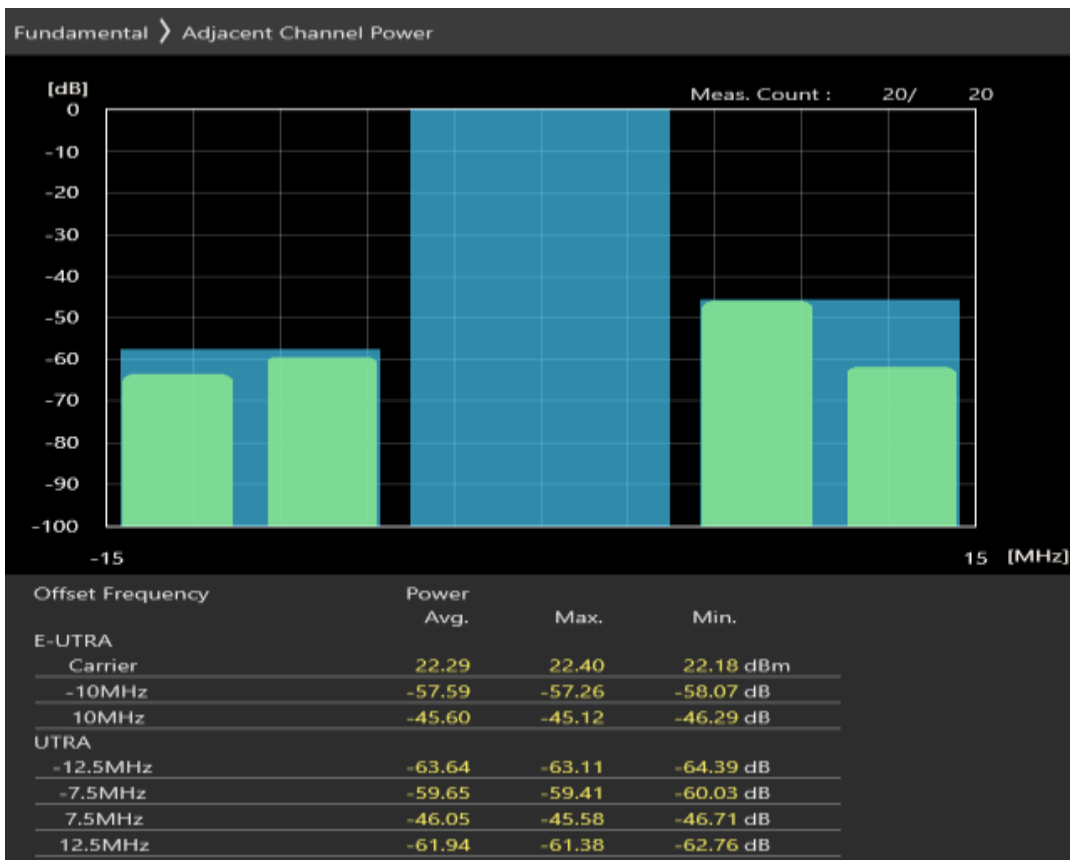 Fundamental 〉 Adjacent Channel Power
[dB]
Meas. Count : 20/ 20
0
-10
-20
-30
-40
-50
-60
-70
-80
-90
-100
-15 15 [MHz]
Offset Frequency Power
Avg. Max. Min.
E-UTRA
Carrier 22.29 22.40 22.18 dBm
-10MHz -57.59 -57.26 -58.07 dB
10MHz -45.60 -45.12 -46.29 dB
UTRA
-12.5MHz -63.64 -63.11 -64.39 dB
-7.5MHz -59.65 -59.41 -60.03 dB
7.5MHz -46.05 -45.58 -46.71 dB
12.5MHz -61.94 -61.38 -62.76 dB